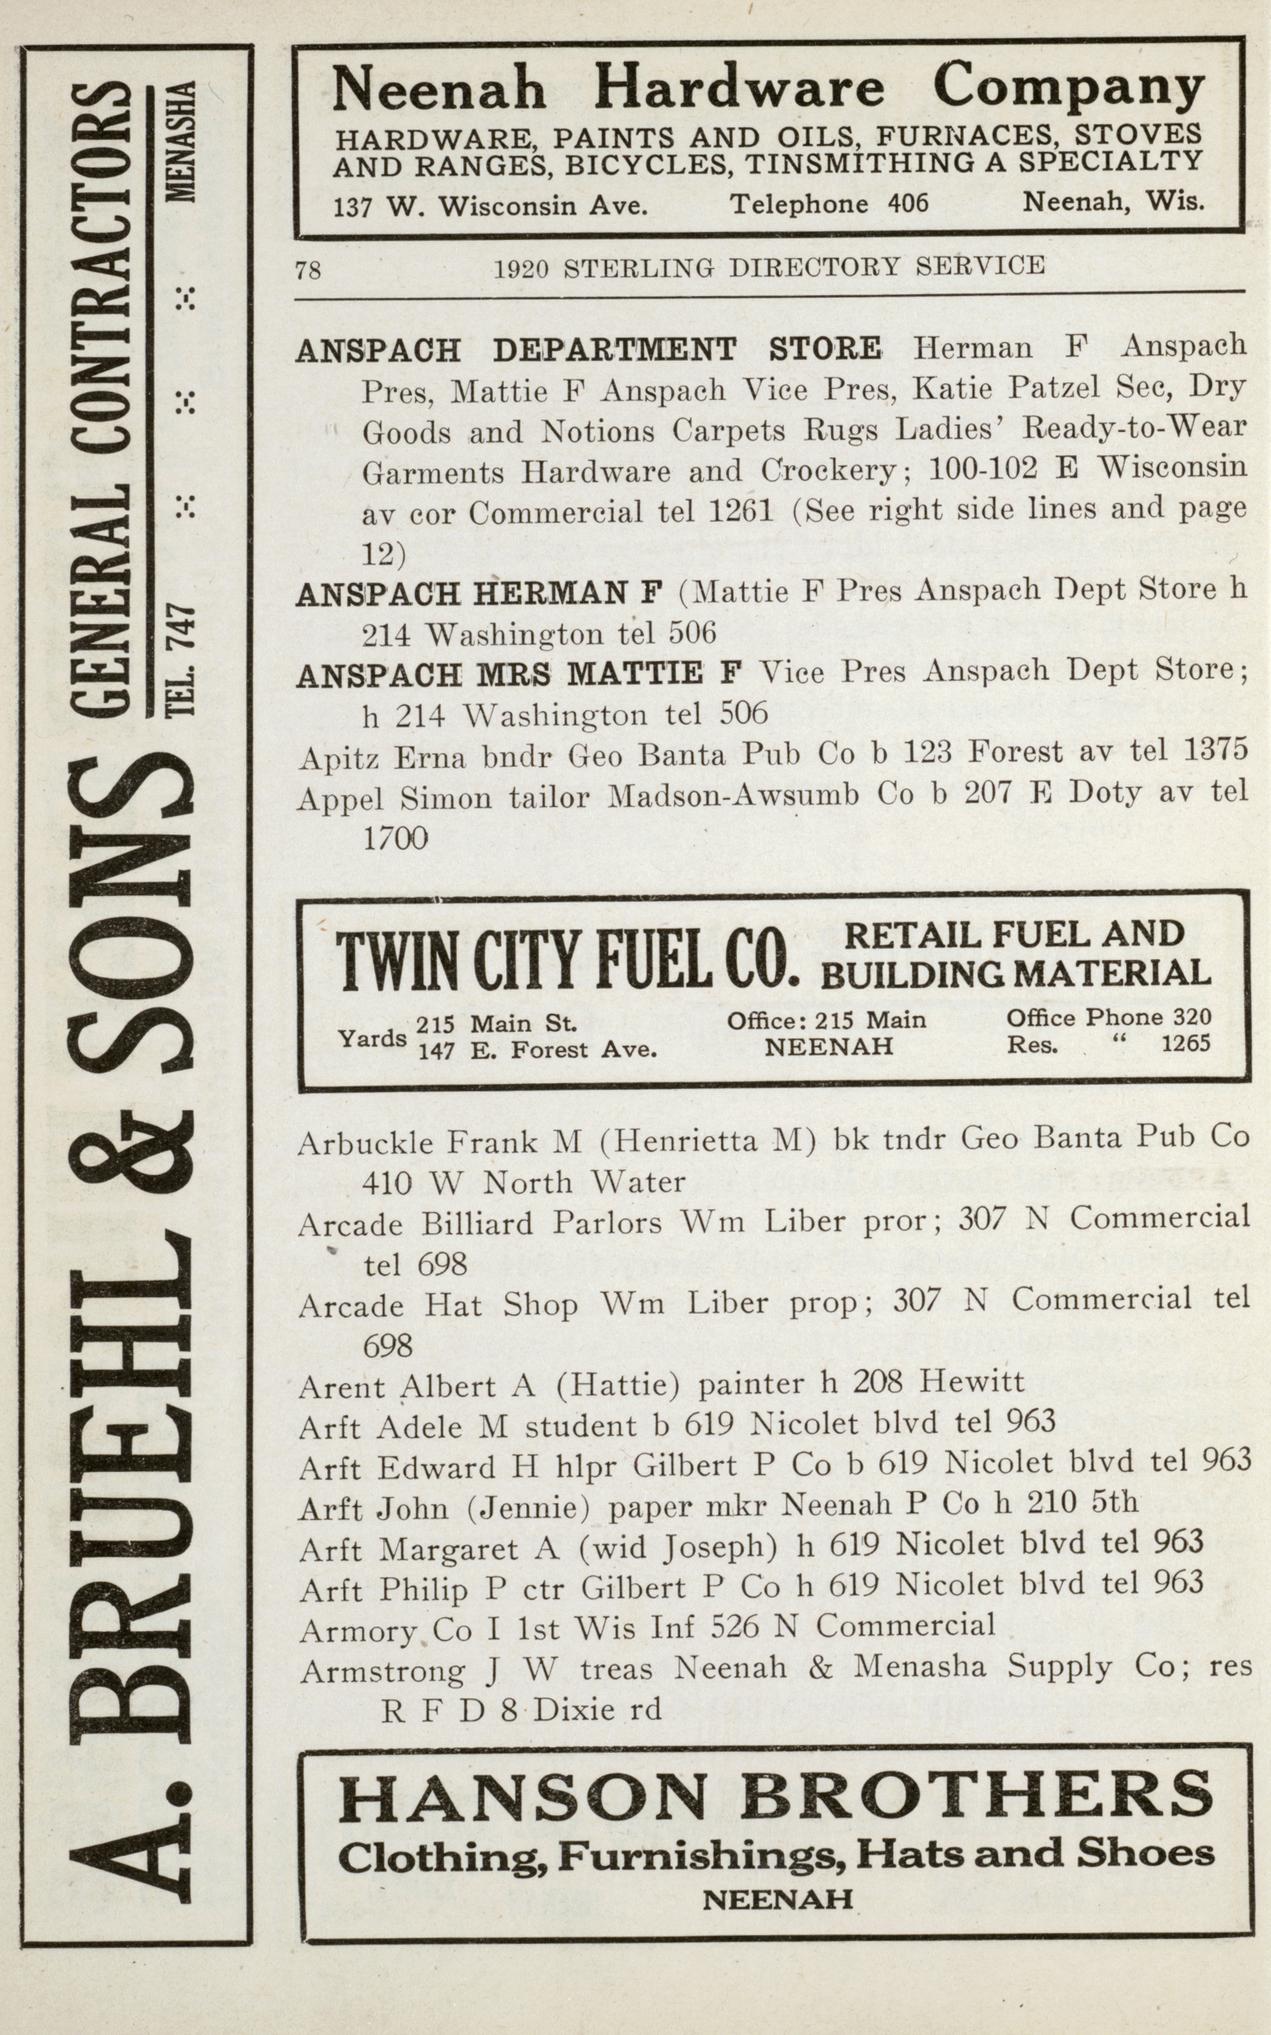 A. BRUEHL & SONS GENERAL CONTRACTORS
TEL. 747 MENASHA
Neenah Hardware Company
HARDWARE, PAINTS AND OILS, FURNACES, STOVES
AND RANGES, BICYCLES, TINSMITHING A SPECIALTY
137 W. Wisconsin Ave. Telephone 406 Neenah, Wis.
78 1920 STERLING DIRECTORY SERVICE
ANSPACH DEPARTMENT STORE Herman F Anspach
Pres, Mattie F Anspach Vice Pres, Katie Patzel Sec, Dry
Goods and Notions Carpets Rugs Ladies' Ready-to-Wear
Garments Hardware and Crockery; 100-102 E Wisconsin
av cor Commercial tel 1261 (See right side lines and page
12)
ANSPACH HERMAN F (Mattie F Pres Anspach Dept Store h
214 Washington tel 506
ANSPACH MRS MATTIE F Vice Pres Anspach Dept Store;
h 214 Washington tel 506
Apitz Erna bndr Geo Banta Pub Co b 123 Forest av tel 1375
Appel Simon tailor Madson-Awsumb Co b 207 E Doty av tel
1700
TWIN CITY FUEL CO. RETAIL FUEL AND
BUILDING MATERIAL
Yards 215 Main St. Office: 215 Main Office Phone 320
147 E. Forest Ave. NEENAH Res. “ 1265
Arbuckle Frank M (Henrietta M) bk tndr Geo Banta Pub Co
410 W North Water
Arcade Billiard Parlors Wm Liber pror; 307 N Commercial
tel 698
Arcade Hat Shop Wm Liber prop; 307 N Commercial tel
698
Arent Albert A (Hattie) painter h 208 Hewitt
Arft Adele M student b 619 Nicolet blvd tel 963
Arft Edward H hlpr Gilbert P Co b 619 Nicolet blvd tel 963
Arft John (Jennie) paper mkr Neenah P Co h 210 5th
Arft Margaret A (wid Joseph) h 619 Nicolet blvd tel 963
Arft Philip P ctr Gilbert P Co h 619 Nicolet blvd tel 963
Armory Co I 1st Wis Inf 526 N Commercial
Armstrong J W treas Neenah & Menasha Supply Co; res
R F D 8 Dixie rd
HANSON BROTHERS
Clothing, Furnishings, Hats and Shoes
NEENAH